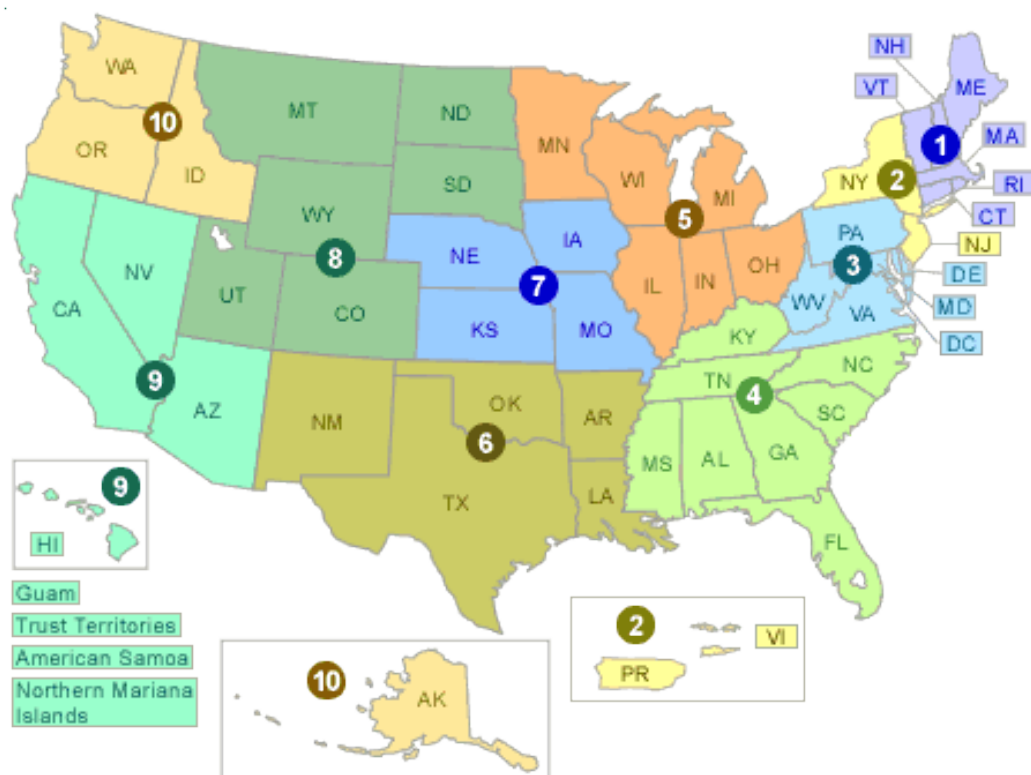 NH
ME
WA
VT
MT
ND
10
MA
OR
MN
1
ID
SD
WI
NY
2
RI
MI
WY
5
CT
PA
NJ
8
NE
IA
3
DE
NV
7
OH
UT
IL
IN
WV
MD
CA
CO
VA
KS
MO
KY
DC
NC
9
TN
4
AZ
NM
OK
AR
SC
6
GA
MS
AL
TX
LA
9
HI
FL
Guam
Trust Territories
2
VI
American Samoa
PR
10
Northern Mariana
Islands
AK